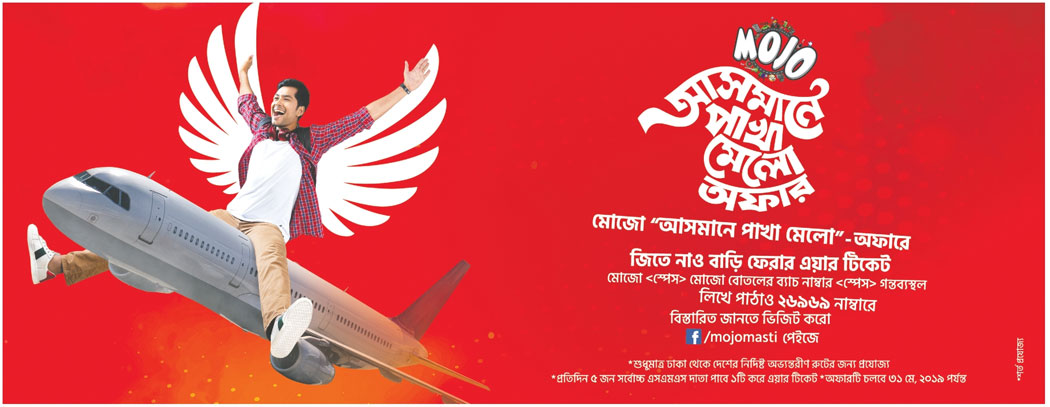 MOJO
আসমানে
পাখা
মেলো
অফার
মোজো “আসমানে পাখা মেলো”-অফারে
জিতে নাও বাড়ি ফেরার এয়ার টিকেট
মোজো <স্পেস> মোজো বোতলের ব্যাচ নাম্বার <স্পেস> গন্তব্যস্থল
লিখে পাঠাও ২৬৯৬৯ নাম্বারে
বিস্তারিত জানতে ভিজিট করো
f/mojomasti পেইজে
*শুধুমাত্র ঢাকা থেকে দেশের নির্দিষ্ট অভ্যন্তরীণ রুটের জন্য প্রযোজ্য
*প্রতিদিন ৫ জন সর্বোচ্চ এসএমএস দাতা পাবে ১টি করে এয়ার টিকেট *অফারটি চলবে ৩১ মে, ২০১৯ পর্যন্ত
*শর্ত প্রযোজ্য